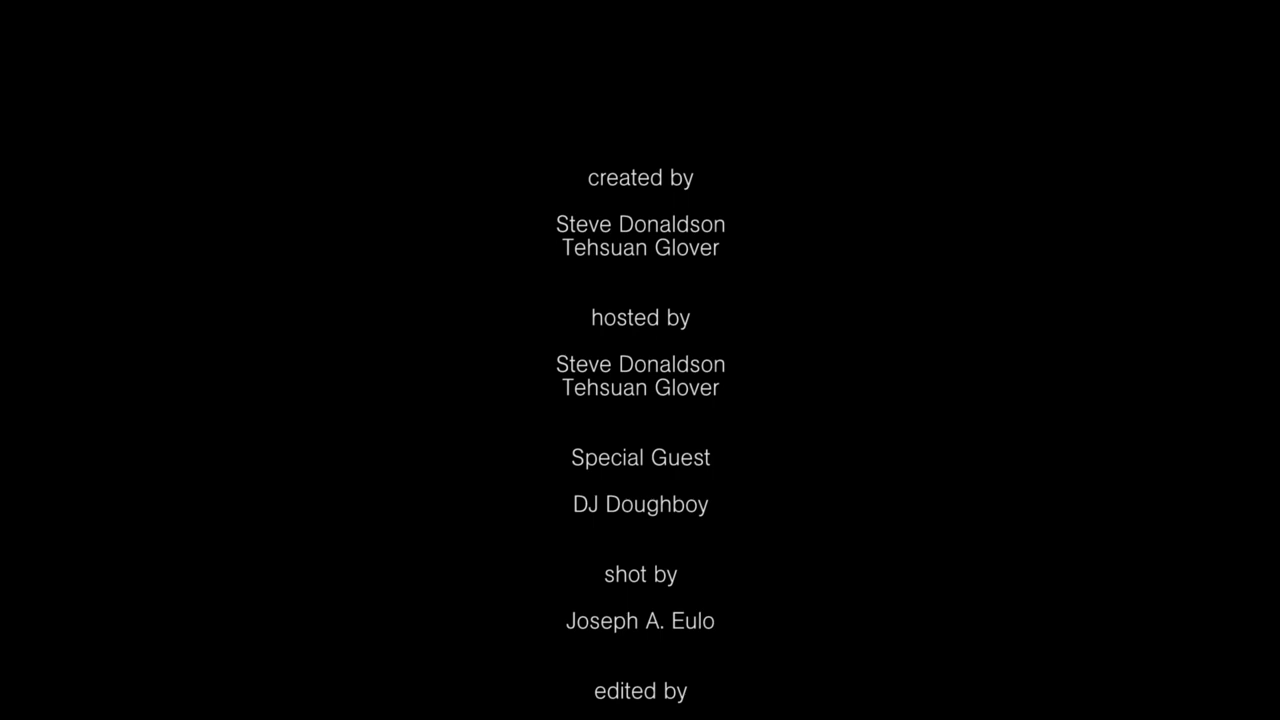 created by
Steve Donaldson
Tehsuan Glover
hosted by
Steve Donaldson
Tehsuan Glover
Special Guest
DJ Doughboy
shot by
Joseph A. Eulo
edited by